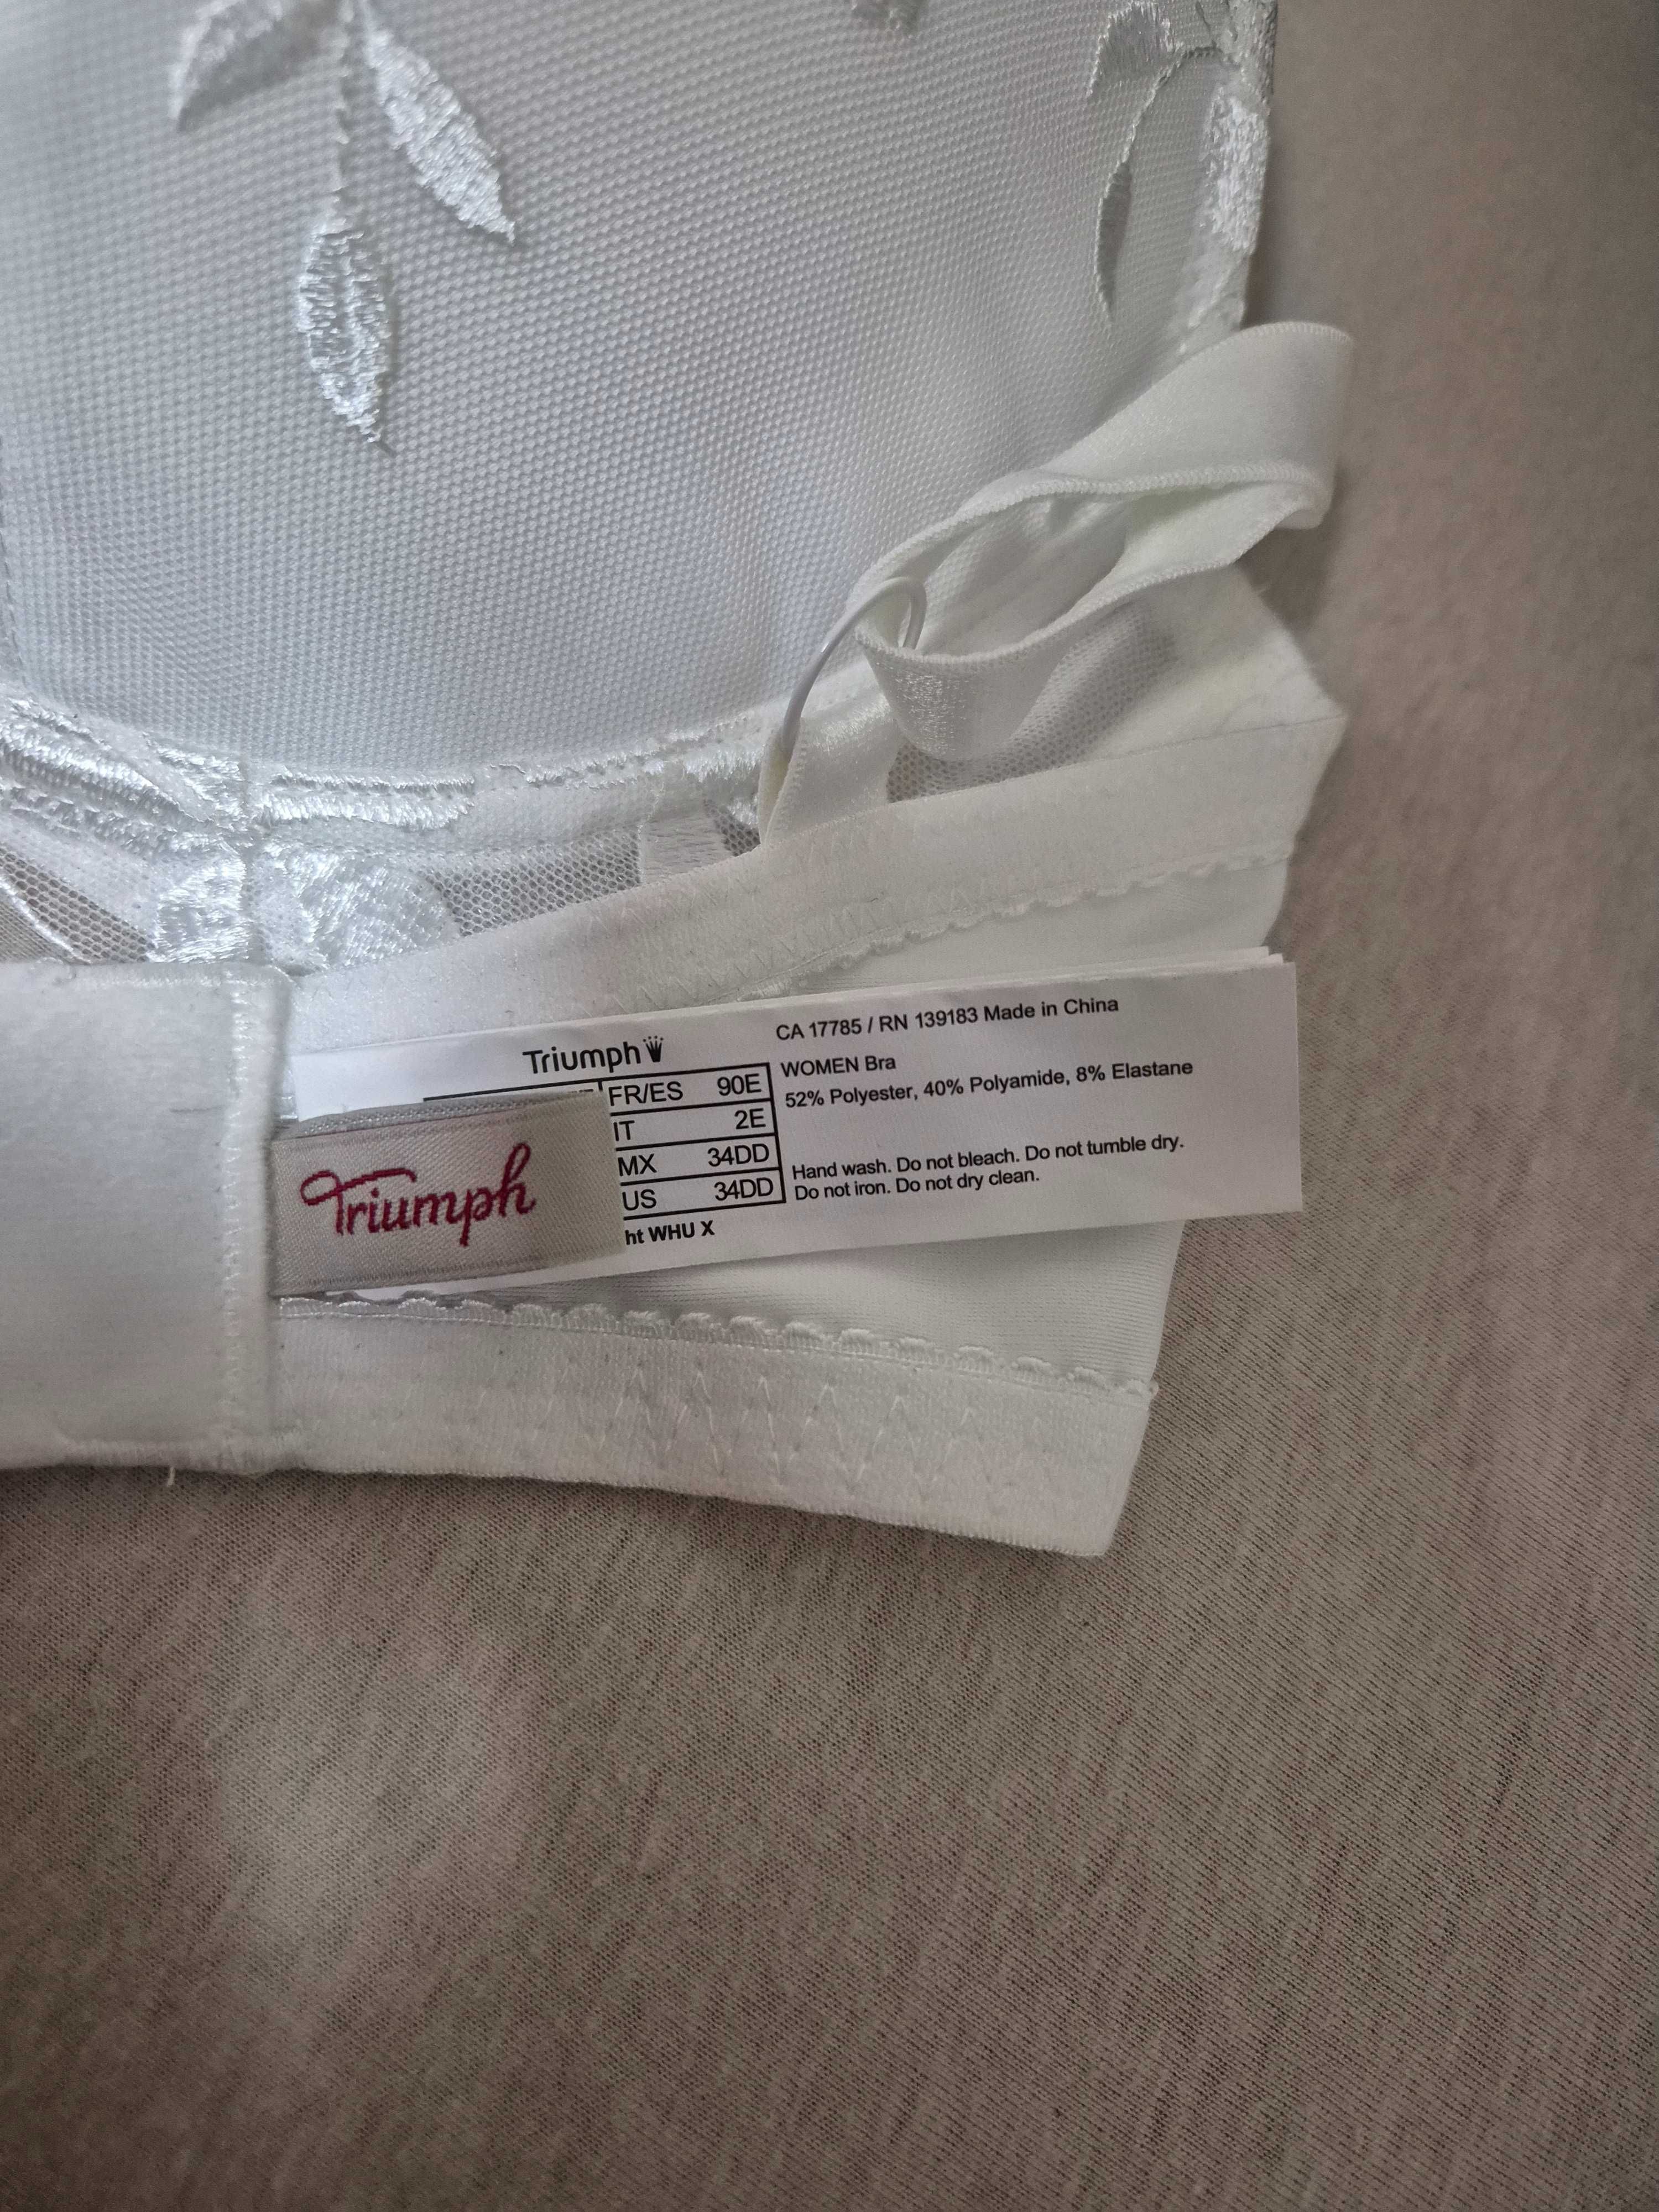 Triumph
FR/ES 90E
IT 2E
MX 34DD
US 34DD
ht WHU X
CA 17785 / RN 139183 Made in China
WOMEN Bra
52% Polyester, 40% Polyamide, 8% Elastane
Hand wash. Do not bleach. Do not tumble dry.
Do not iron. Do not dry clean.
Triumph